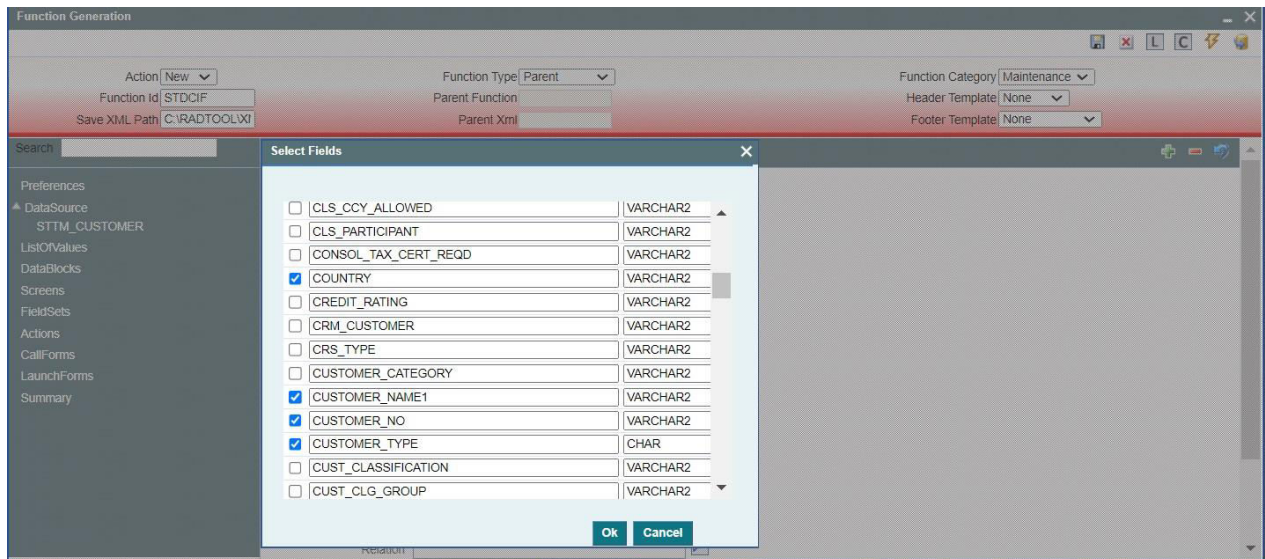 Function Generation
L C
Action New Function Type Parent Function Category Maintenance
Function Id STDCIF Parent Function Header Template None
Save XML Path C:\RADTOOL\XI Parent Xml Footer Template None
Search
Select Fields
Preferences
DataSource
STTM_CUSTOMER
ListOfValues
DataBlocks
Screens
FieldSets
Actions
CallForms
LaunchForms
Summary
CLS_CCY_ALLOWED VARCHAR2
CLS_PARTICIPANT VARCHAR2
CONSOL_TAX_CERT_REQD VARCHAR2
COUNTRY VARCHAR2
CREDIT_RATING VARCHAR2
CRM_CUSTOMER VARCHAR2
CRS_TYPE VARCHAR2
CUSTOMER_CATEGORY VARCHAR2
CUSTOMER_NAME1 VARCHAR2
CUSTOMER_NO VARCHAR2
CUSTOMER_TYPE CHAR
CUST_CLASSIFICATION VARCHAR2
CUST_CLG_GROUP VARCHAR2
Ok Cancel
Relation